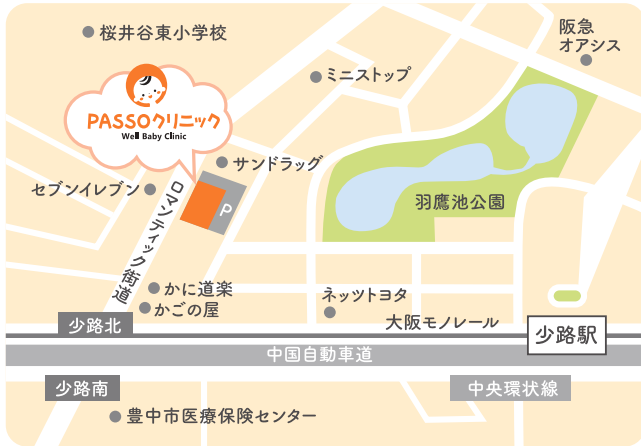 桜井谷東小学校
阪急
オアシス
ミニストップ
PASSOクリニック
Well Baby Clinic
サンドラッグ
セブンイレブン
ロマンティック街道
P
羽鷹池公園
かに道楽
かごの屋
ネッツトヨタ
大阪モノレール
少路北
少路駅
中国自動車道
少路南
中央環状線
豊中市医療保険センター